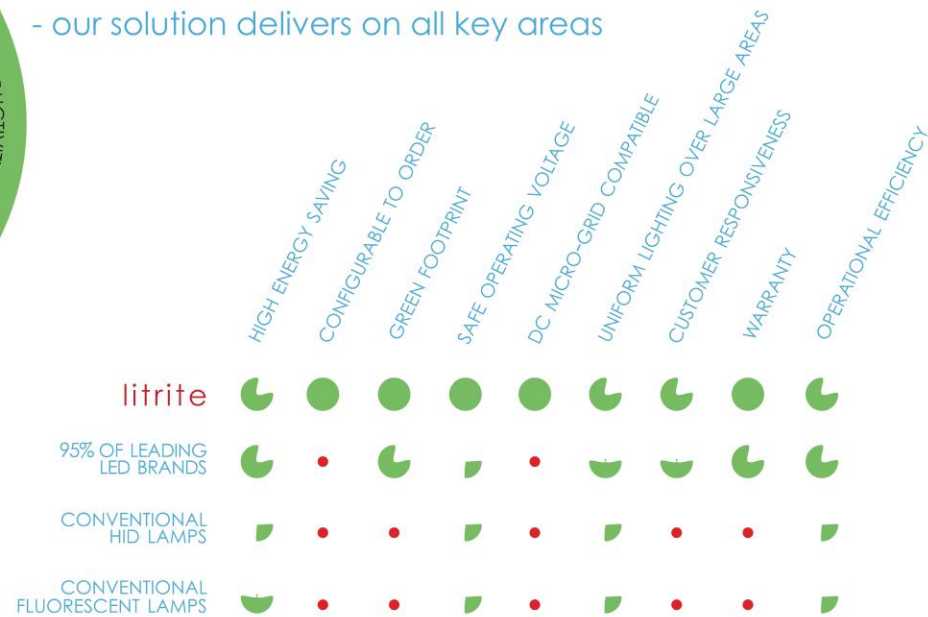 - our solution delivers on all key areas
HIGH ENERGY SAVING
CONFIGURABLE TO ORDER
GREEN FOOTPRINT
SAFE OPERATING VOLTAGE
DC MICRO-GRID COMPATIBLE
UNIFORM LIGHTING OVER LARGE AREAS
CUSTOMER RESPONSIVENESS
WARRANTY
OPERATIONAL EFFICIENCY
litrite
95% OF LEADING
LED BRANDS
CONVENTIONAL
HID LAMPS
CONVENTIONAL
FLUORESCENT LAMPS